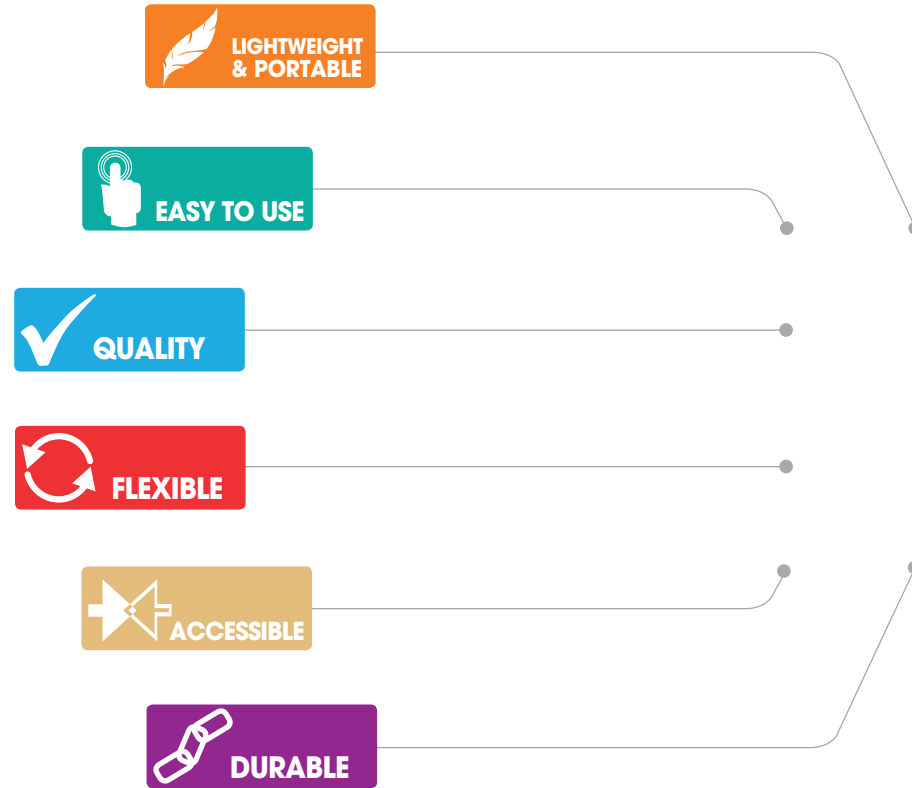 LIGHTWEIGHT
& PORTABLE
EASY TO USE
QUALITY
FLEXIBLE
ACCESSIBLE
DURABLE